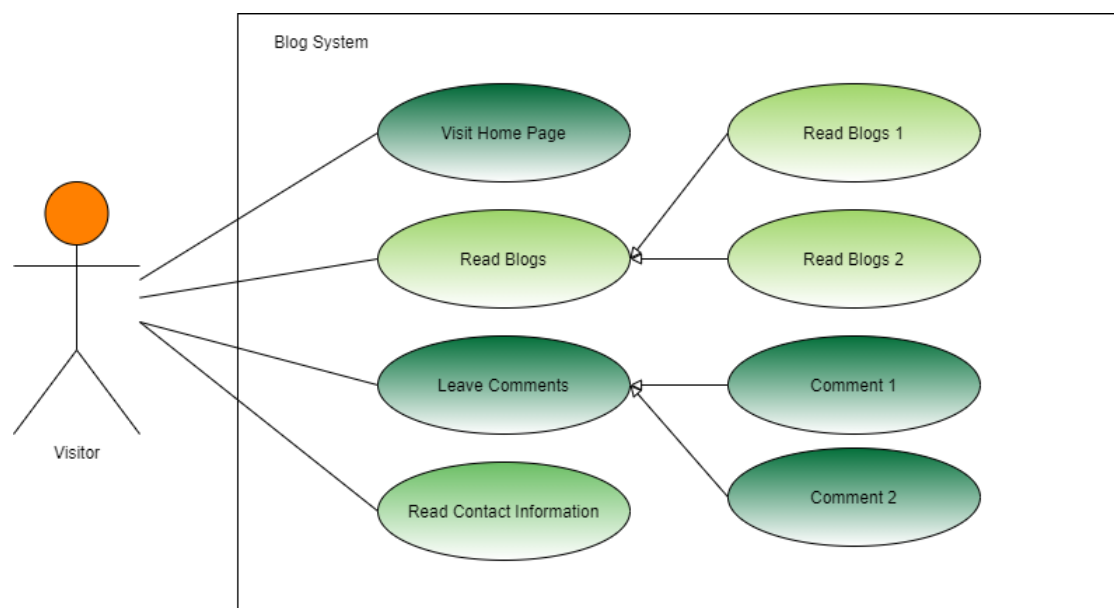 Blog System
Visit Home Page
Read Blogs 1
Read Blogs
Read Blogs 2
Leave Comments
Comment 1
Visitor
Read Contact Information
Comment 2